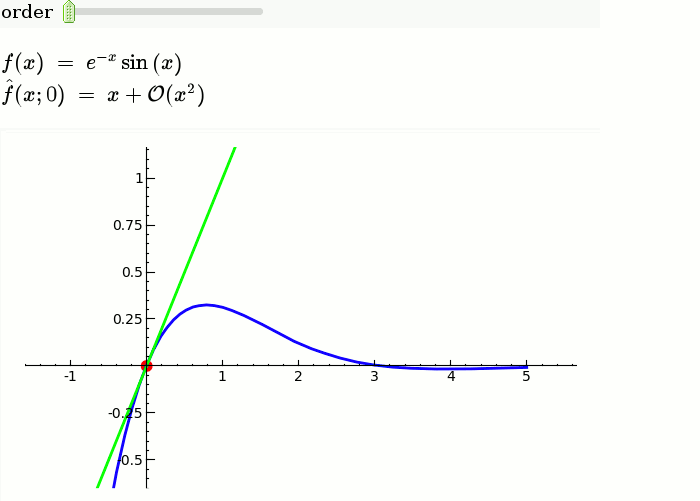 order
f(x) = e^{-x} sin (x)
f̂(x; 0) = x + 𝒪(x²)
1
0.75
0.5
0.25
-1 1 2 3 4 5
-0.25
-0.5